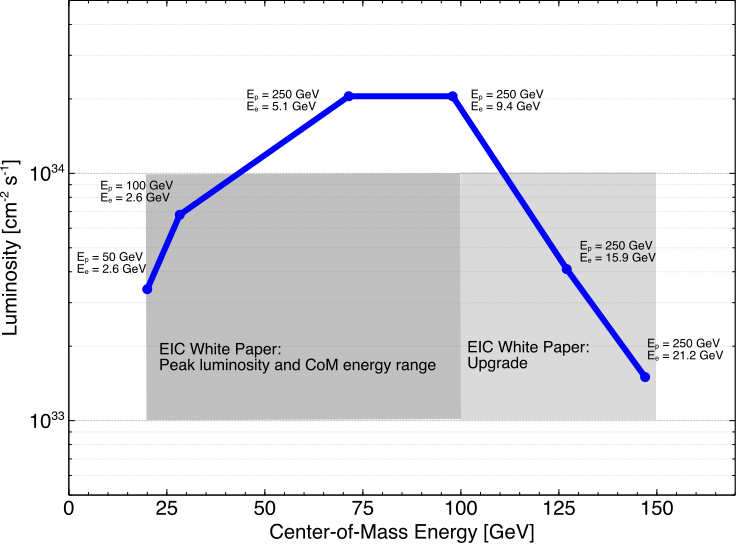 Luminosity [cm-2 s-1]
10³⁴
10³³
Ep = 250 GeV
Ee = 5.1 GeV
Ep = 250 GeV
Ee = 9.4 GeV
Ep = 100 GeV
Ee = 2.6 GeV
Ep = 50 GeV
Ee = 2.6 GeV
Ep = 250 GeV
Ee = 15.9 GeV
Ep = 250 GeV
Ee = 21.2 GeV
EIC White Paper:
Peak luminosity and CoM energy range
EIC White Paper:
Upgrade
0 25 50 75 100 125 150
Center-of-Mass Energy [GeV]